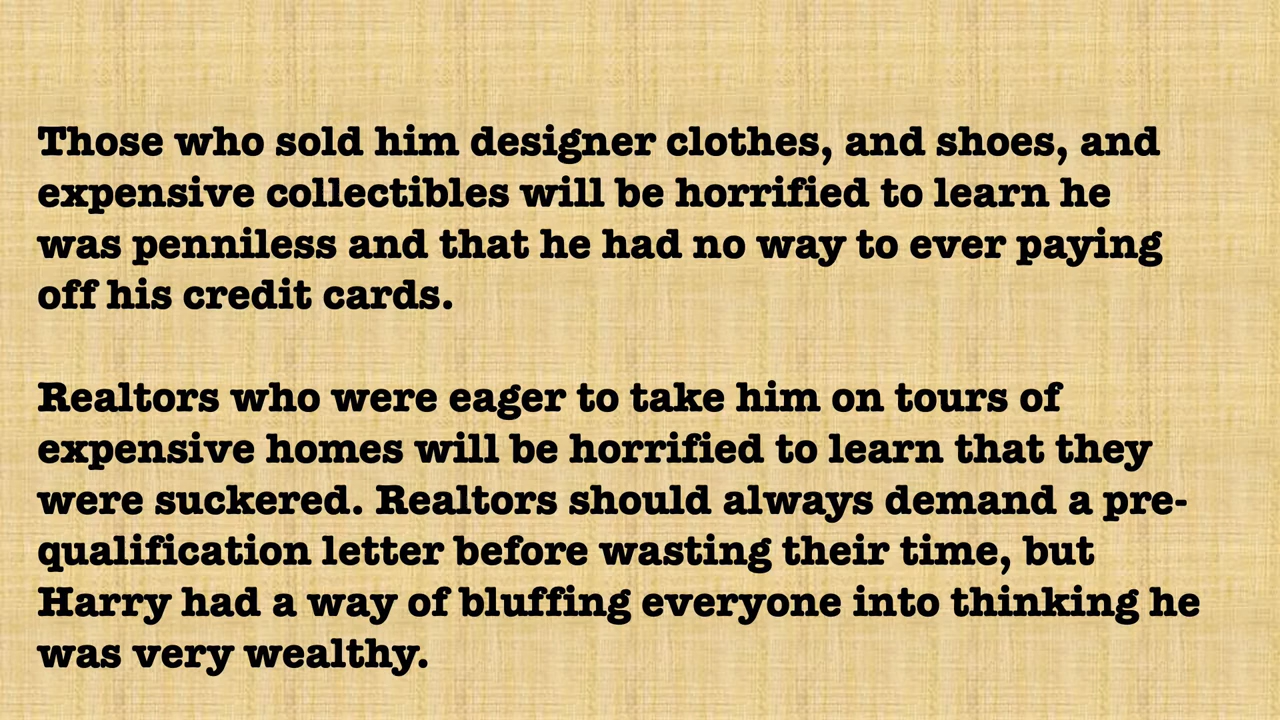 Those who sold him designer clothes, and shoes, and
expensive collectibles will be horrified to learn he
was penniless and that he had no way to ever paying
off his credit cards.
Realtors who were eager to take him on tours of
expensive homes will be horrified to learn that they
were suckered. Realtors should always demand a pre-
qualification letter before wasting their time, but
Harry had a way of bluffing everyone into thinking he
was very wealthy.